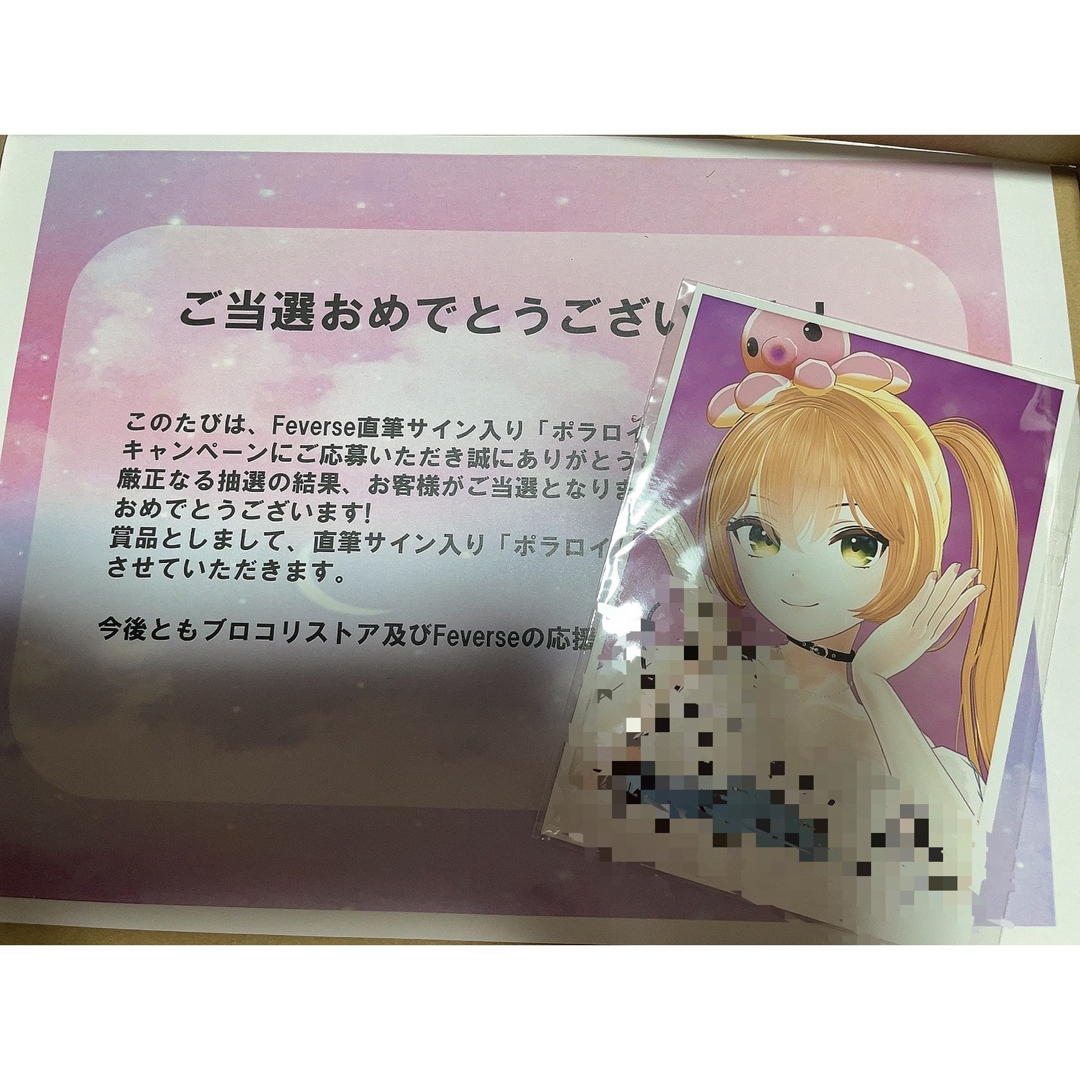 ご当選おめでとうござい
このたびは、Feverse直筆サイン入り「ポラロイ
キャンペーンにご応募いただき誠にありがとう
厳正なる抽選の結果、お客様がご当選となりま
おめでとうございます!
賞品としまして、直筆サイン入り「ポラロイ
させていただきます。
今後ともブロコリストア及びFeverseの応援